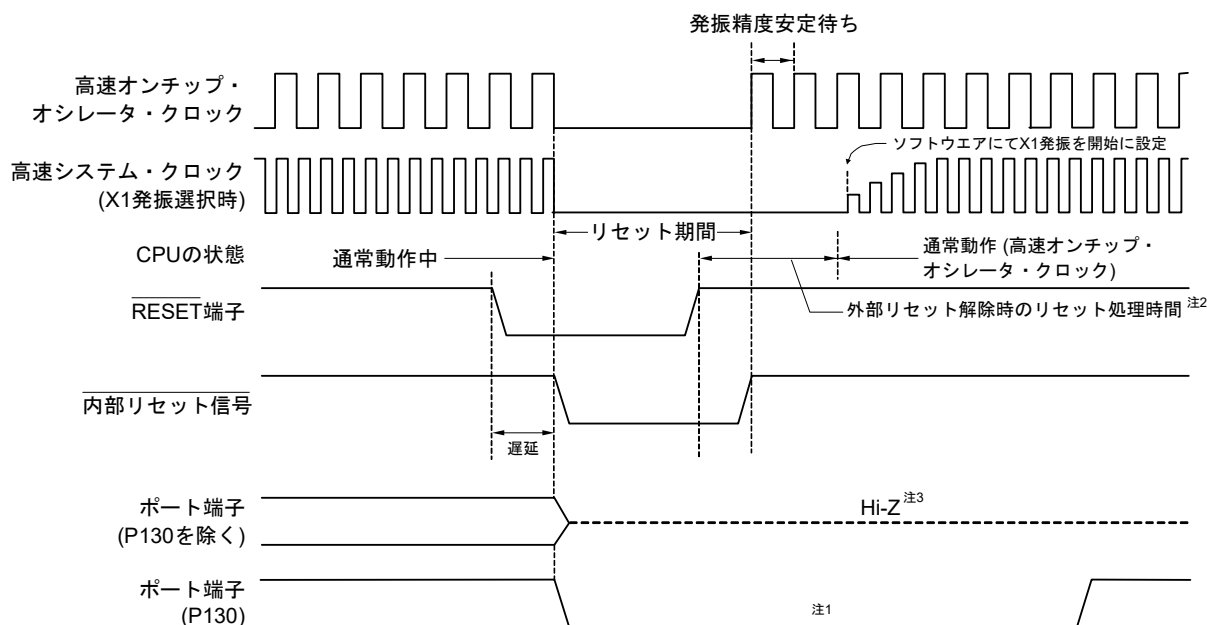 発振精度安定待ち
高速オンチップ・
オシレータ・クロック
ソフトウエアにてX1発振を開始に設定
高速システム・クロック
(X1発振選択時)
リセット期間
CPUの状態
通常動作中
通常動作 (高速オンチップ・
オシレータ・クロック)
RESET端子
外部リセット解除時のリセット処理時間 注2
内部リセット信号
遅延
ポート端子
(P130を除く)
Hi-Z 注3
ポート端子
(P130)
注1